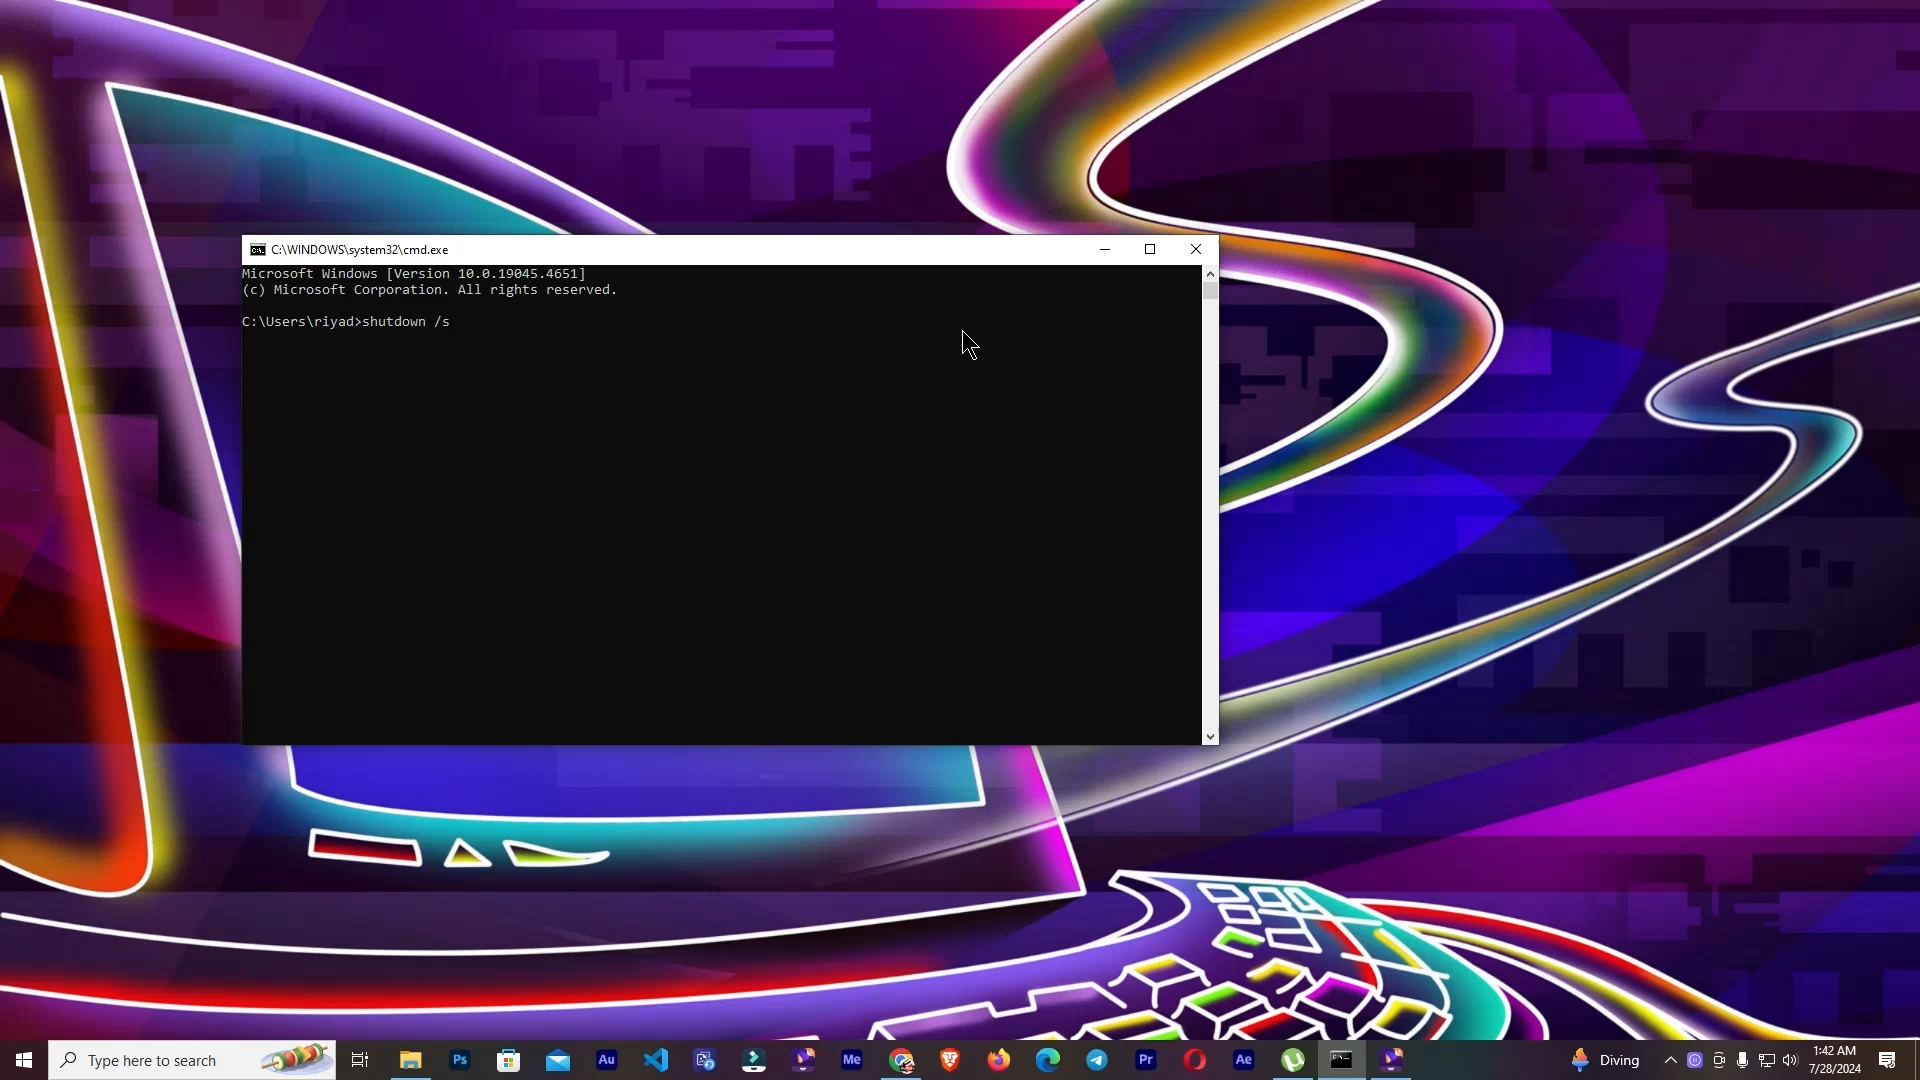 C:\WINDOWS\system32\cmd.exe
Microsoft Windows [Version 10.0.19045.4651]
(c) Microsoft Corporation. All rights reserved.
C:\Users\riyad>shutdown /s
Type here to search
Ps
Au
Me
Pr
Ae
Diving
1:42 AM
7/28/2024